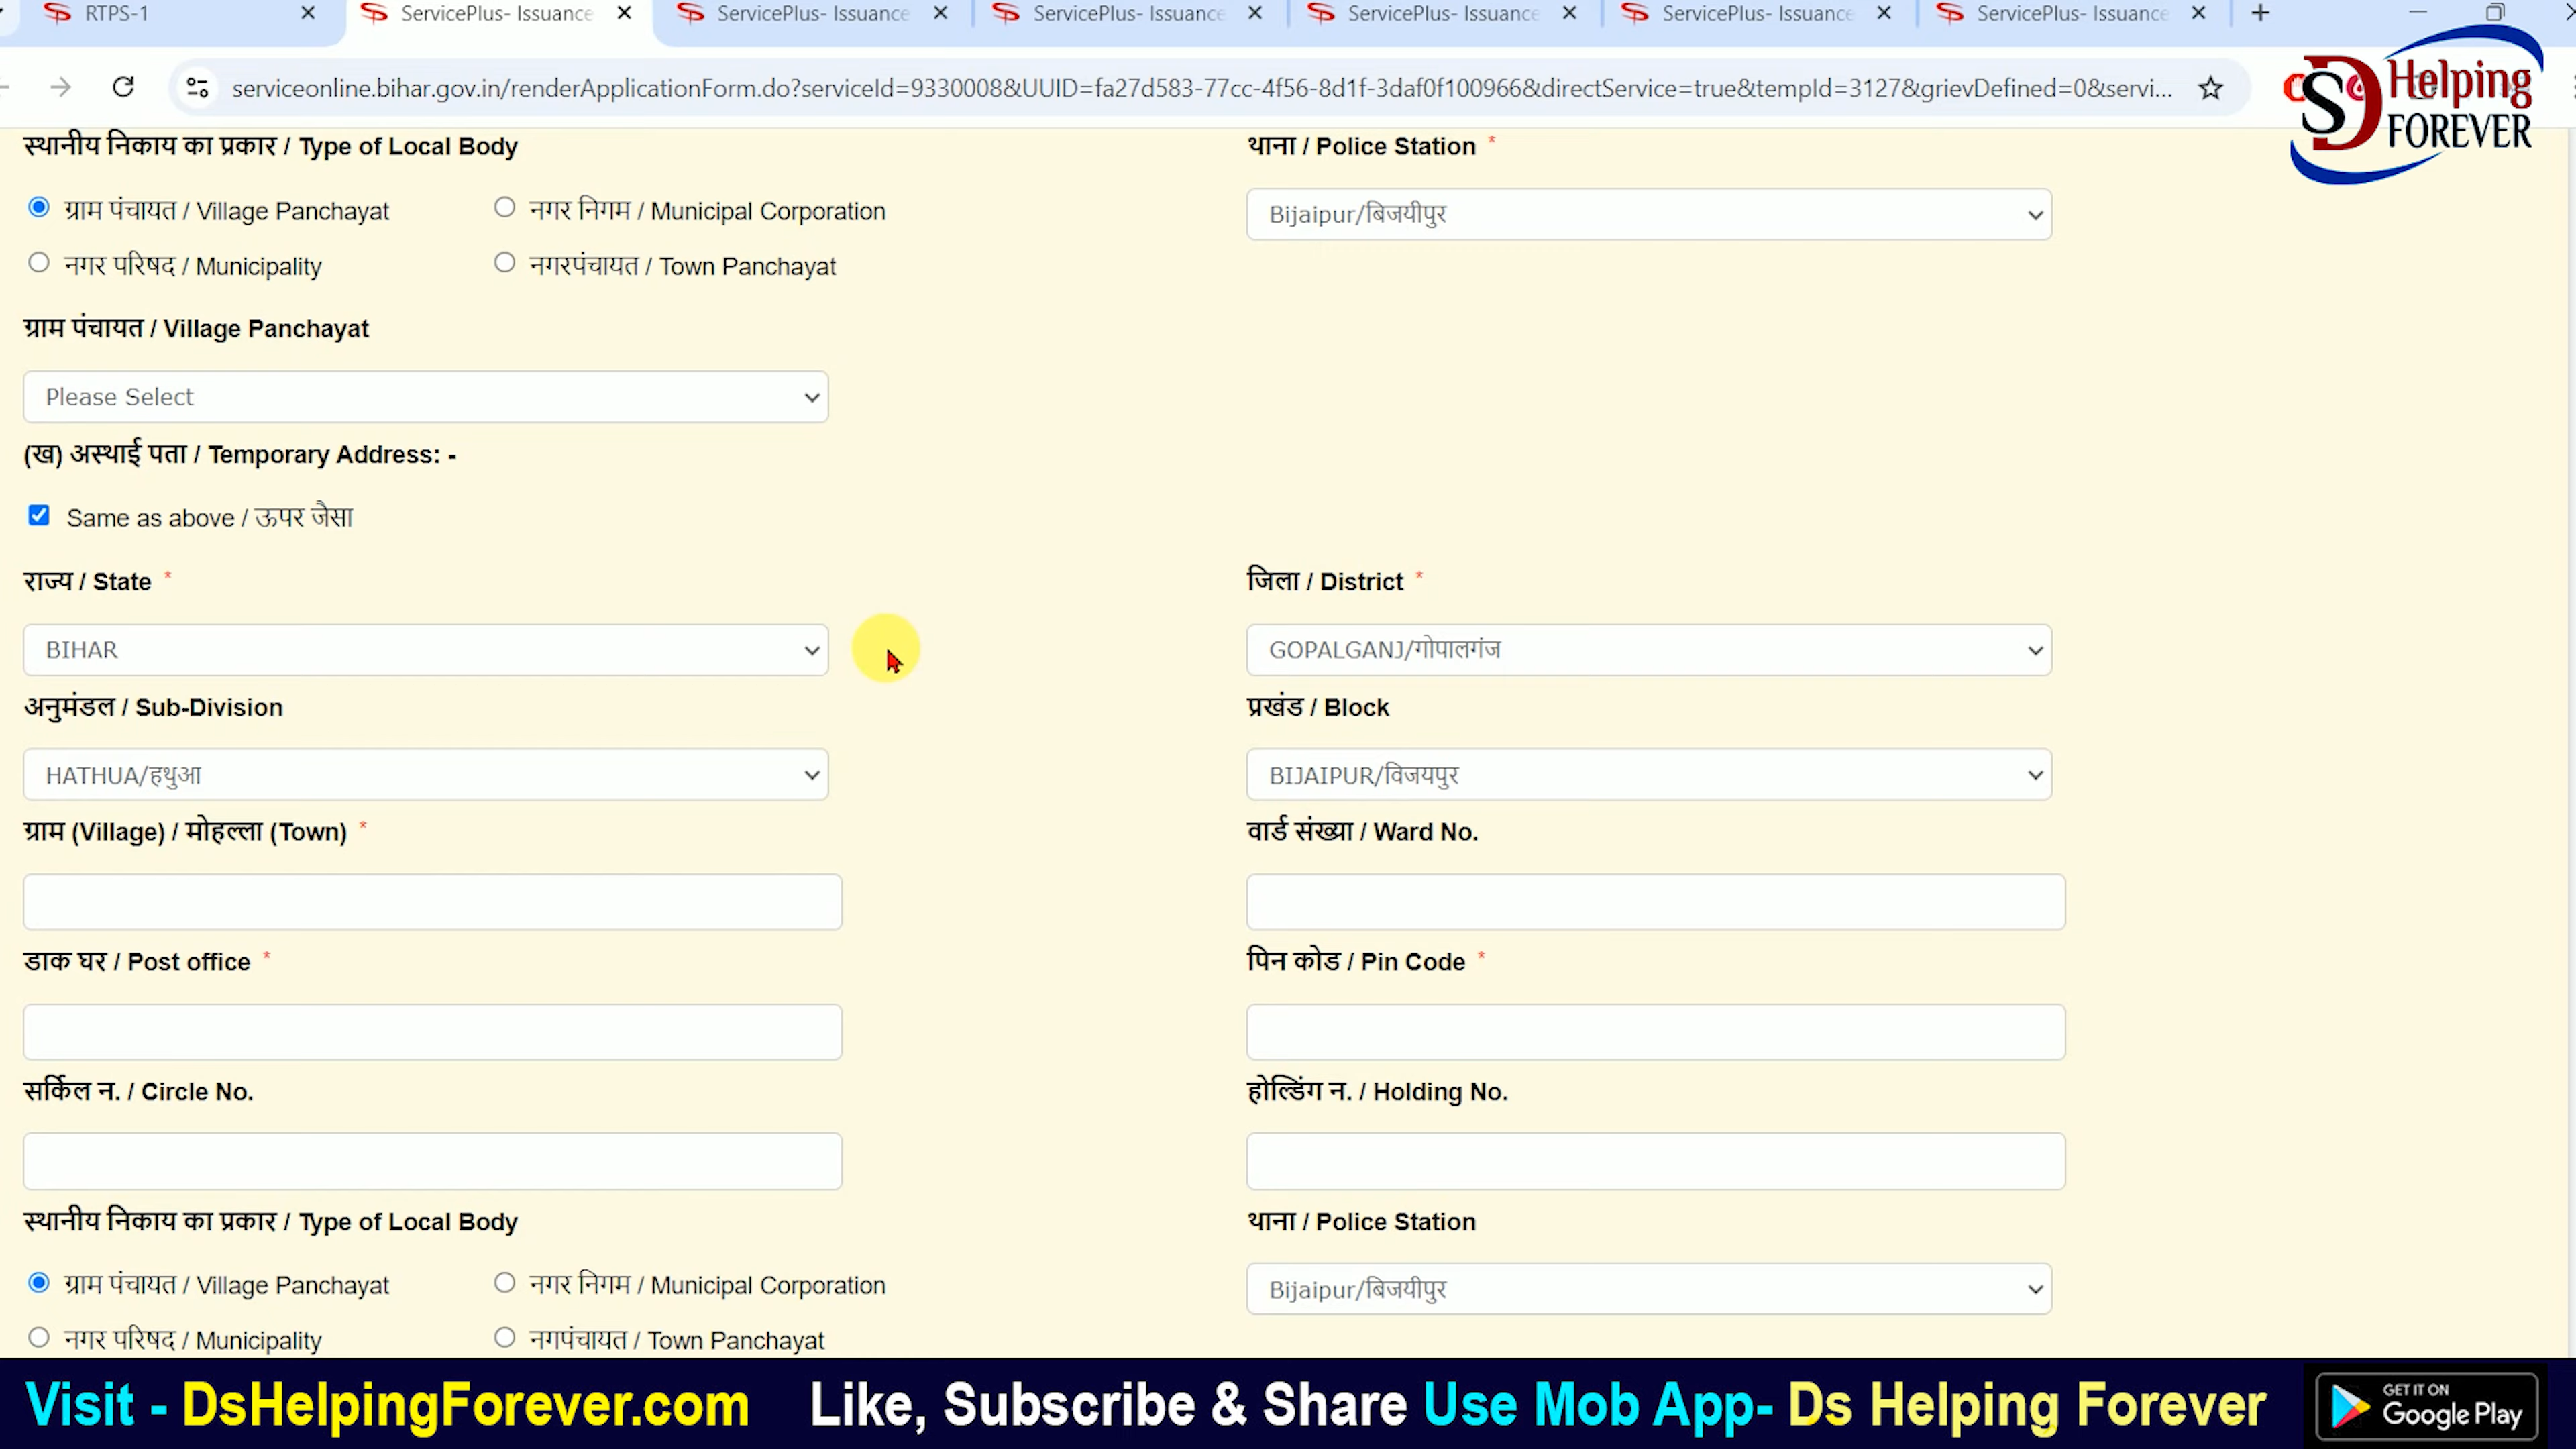 RTPS-1
ServicePlus- Issuance
ServicePlus- Issuance
ServicePlus- Issuance
ServicePlus- Issuance
ServicePlus- Issuance
ServicePlus- Issuance
serviceonline.bihar.gov.in/renderApplicationForm.do?serviceId=9330008&UUID=fa27d583-77cc-4f56-8d1f-3daf0f100966&directService=true&tempId=3127&grievDefined=0&servi...
DS Helping
FOREVER
स्थानीय निकाय का प्रकार / Type of Local Body
थाना / Police Station *
ग्राम पंचायत / Village Panchayat
नगर निगम / Municipal Corporation
Bijaipur/बिजयीपुर
नगर परिषद / Municipality
नगरपंचायत / Town Panchayat
ग्राम पंचायत / Village Panchayat
Please Select
(ख) अस्थाई पता / Temporary Address: -
Same as above / ऊपर जैसा
राज्य / State *
जिला / District *
BIHAR
GOPALGANJ/गोपालगंज
अनुमंडल / Sub-Division
प्रखंड / Block
HATHUA/हथुआ
BIJAIPUR/विजयपुर
ग्राम (Village) / मोहल्ला (Town) *
वार्ड संख्या / Ward No.
डाक घर / Post office *
पिन कोड / Pin Code *
सर्किल न. / Circle No.
होल्डिंग न. / Holding No.
स्थानीय निकाय का प्रकार / Type of Local Body
थाना / Police Station
ग्राम पंचायत / Village Panchayat
नगर निगम / Municipal Corporation
Bijaipur/बिजयीपुर
नगर परिषद / Municipality
नगपंचायत / Town Panchayat
Visit - DsHelpingForever.com Like, Subscribe & Share Use Mob App- Ds Helping Forever
GET IT ON
Google Play